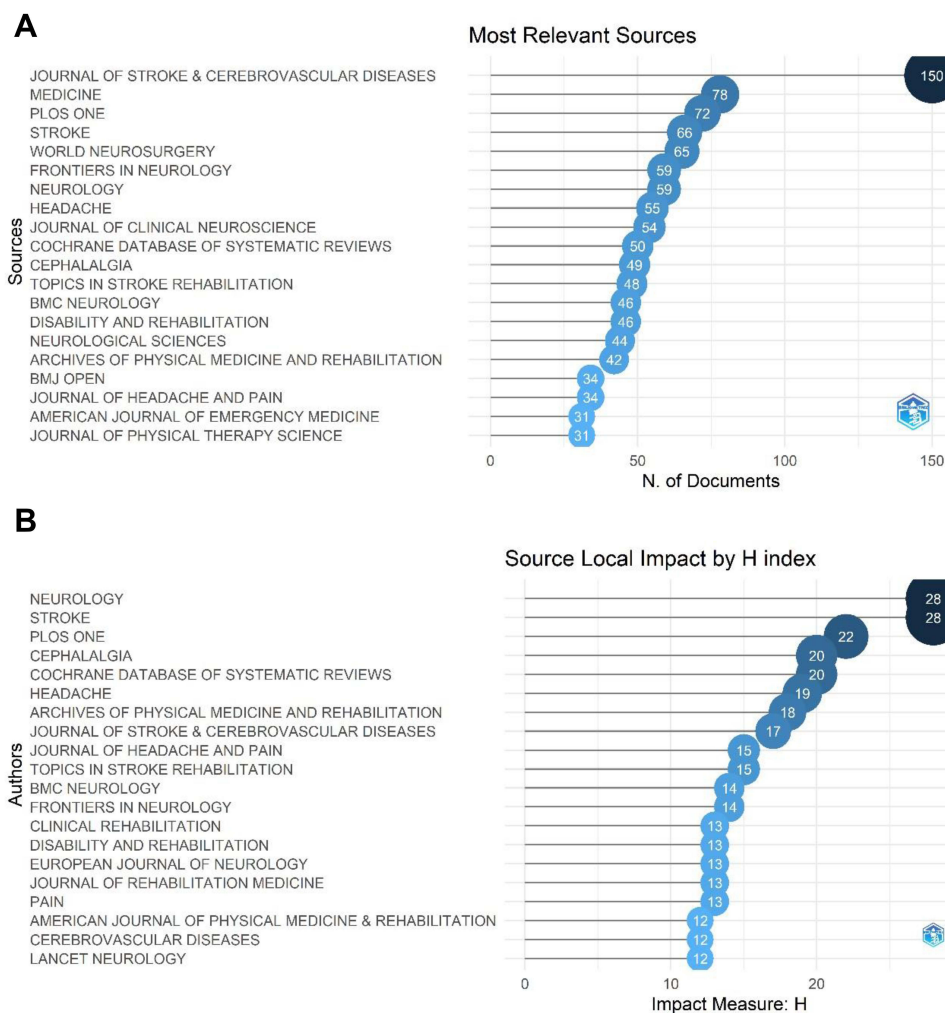 A
Most Relevant Sources
Sources
JOURNAL OF STROKE & CEREBROVASCULAR DISEASES 150
MEDICINE 78
PLOS ONE 72
STROKE 66
WORLD NEUROSURGERY 65
FRONTIERS IN NEUROLOGY 59
NEUROLOGY 59
HEADACHE 55
JOURNAL OF CLINICAL NEUROSCIENCE 54
COCHRANE DATABASE OF SYSTEMATIC REVIEWS 50
CEPHALALGIA 49
TOPICS IN STROKE REHABILITATION 48
BMC NEUROLOGY 46
DISABILITY AND REHABILITATION 46
NEUROLOGICAL SCIENCES 44
ARCHIVES OF PHYSICAL MEDICINE AND REHABILITATION 42
BMJ OPEN 34
JOURNAL OF HEADACHE AND PAIN 34
AMERICAN JOURNAL OF EMERGENCY MEDICINE 31
JOURNAL OF PHYSICAL THERAPY SCIENCE 31
0 50 100 150
N. of Documents
B
Source Local Impact by H index
Authors
NEUROLOGY 28
STROKE 28
PLOS ONE 22
CEPHALALGIA 20
COCHRANE DATABASE OF SYSTEMATIC REVIEWS 20
HEADACHE 19
ARCHIVES OF PHYSICAL MEDICINE AND REHABILITATION 18
JOURNAL OF STROKE & CEREBROVASCULAR DISEASES 17
JOURNAL OF HEADACHE AND PAIN 15
TOPICS IN STROKE REHABILITATION 15
BMC NEUROLOGY 14
FRONTIERS IN NEUROLOGY 14
CLINICAL REHABILITATION 13
DISABILITY AND REHABILITATION 13
EUROPEAN JOURNAL OF NEUROLOGY 13
JOURNAL OF REHABILITATION MEDICINE 13
PAIN 13
AMERICAN JOURNAL OF PHYSICAL MEDICINE & REHABILITATION 12
CEREBROVASCULAR DISEASES 12
LANCET NEUROLOGY 12
0 10 20
Impact Measure: H